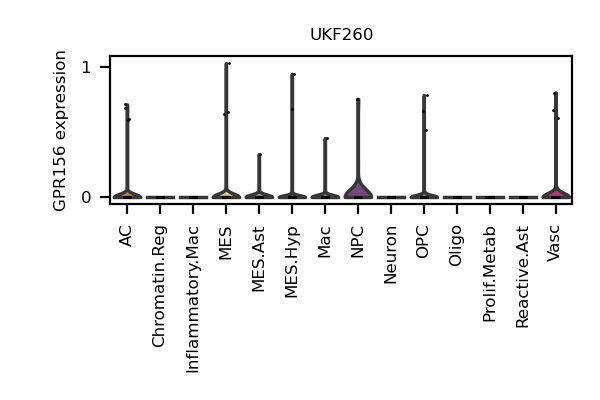 UKF260
GPR156 expression
1
0
AC
Chromatin.Reg
Inflammatory.Mac
MES
MES.Ast
MES.Hyp
Mac
NPC
Neuron
OPC
Oligo
Prolif.Metab
Reactive.Ast
Vasc